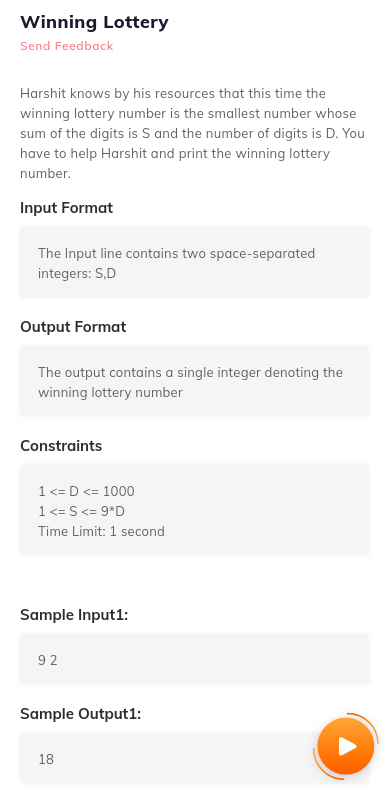 Winning Lottery
Send Feedback
Harshit knows by his resources that this time the
winning lottery number is the smallest number whose
sum of the digits is S and the number of digits is D. You
have to help Harshit and print the winning lottery
number.
Input Format
The Input line contains two space-separated
integers: S,D
Output Format
The output contains a single integer denoting the
winning lottery number
Constraints
1 <= D <= 1000
1 <= S <= 9*D
Time Limit: 1 second
Sample Input1:
9 2
Sample Output1:
18